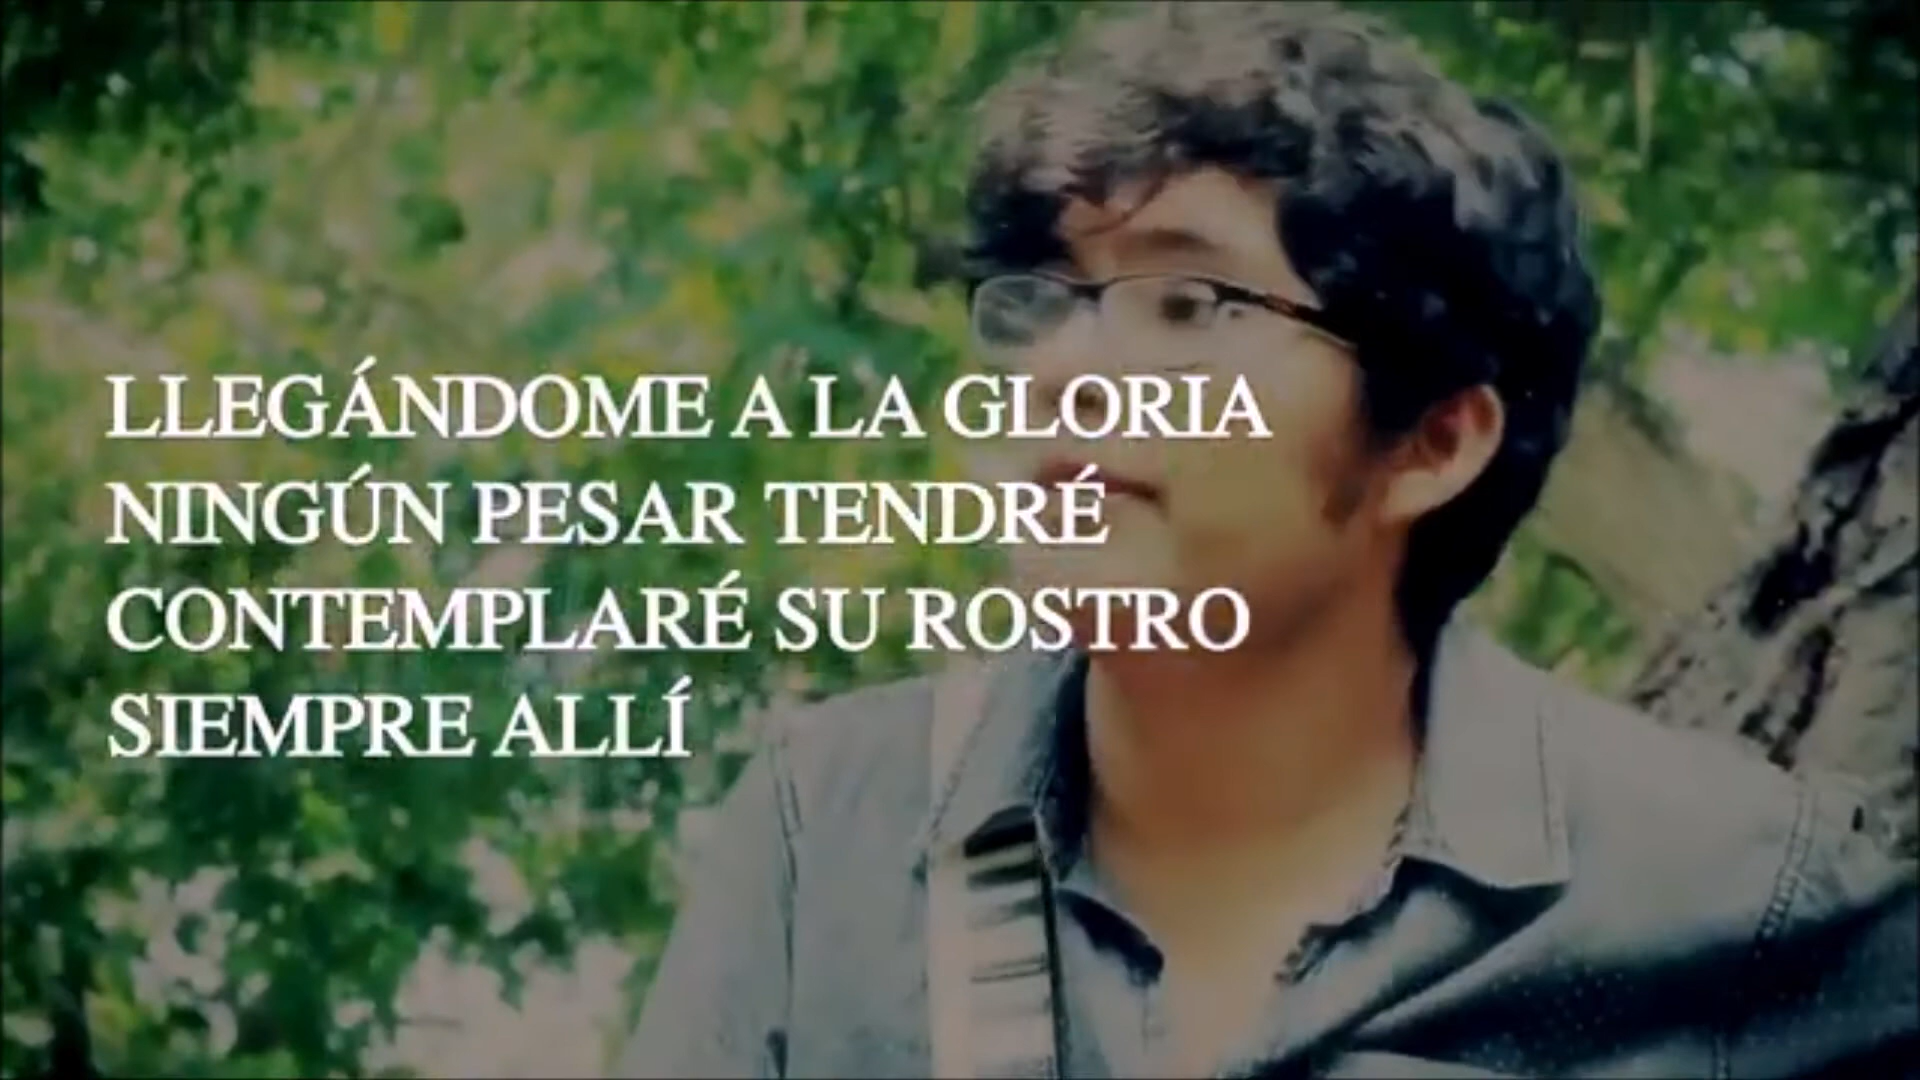 LLEGÁNDOME A LA GLORIA
NINGÚN PESAR TENDRÉ
CONTEMPLARÉ SU ROSTRO
SIEMPRE ALLÍ